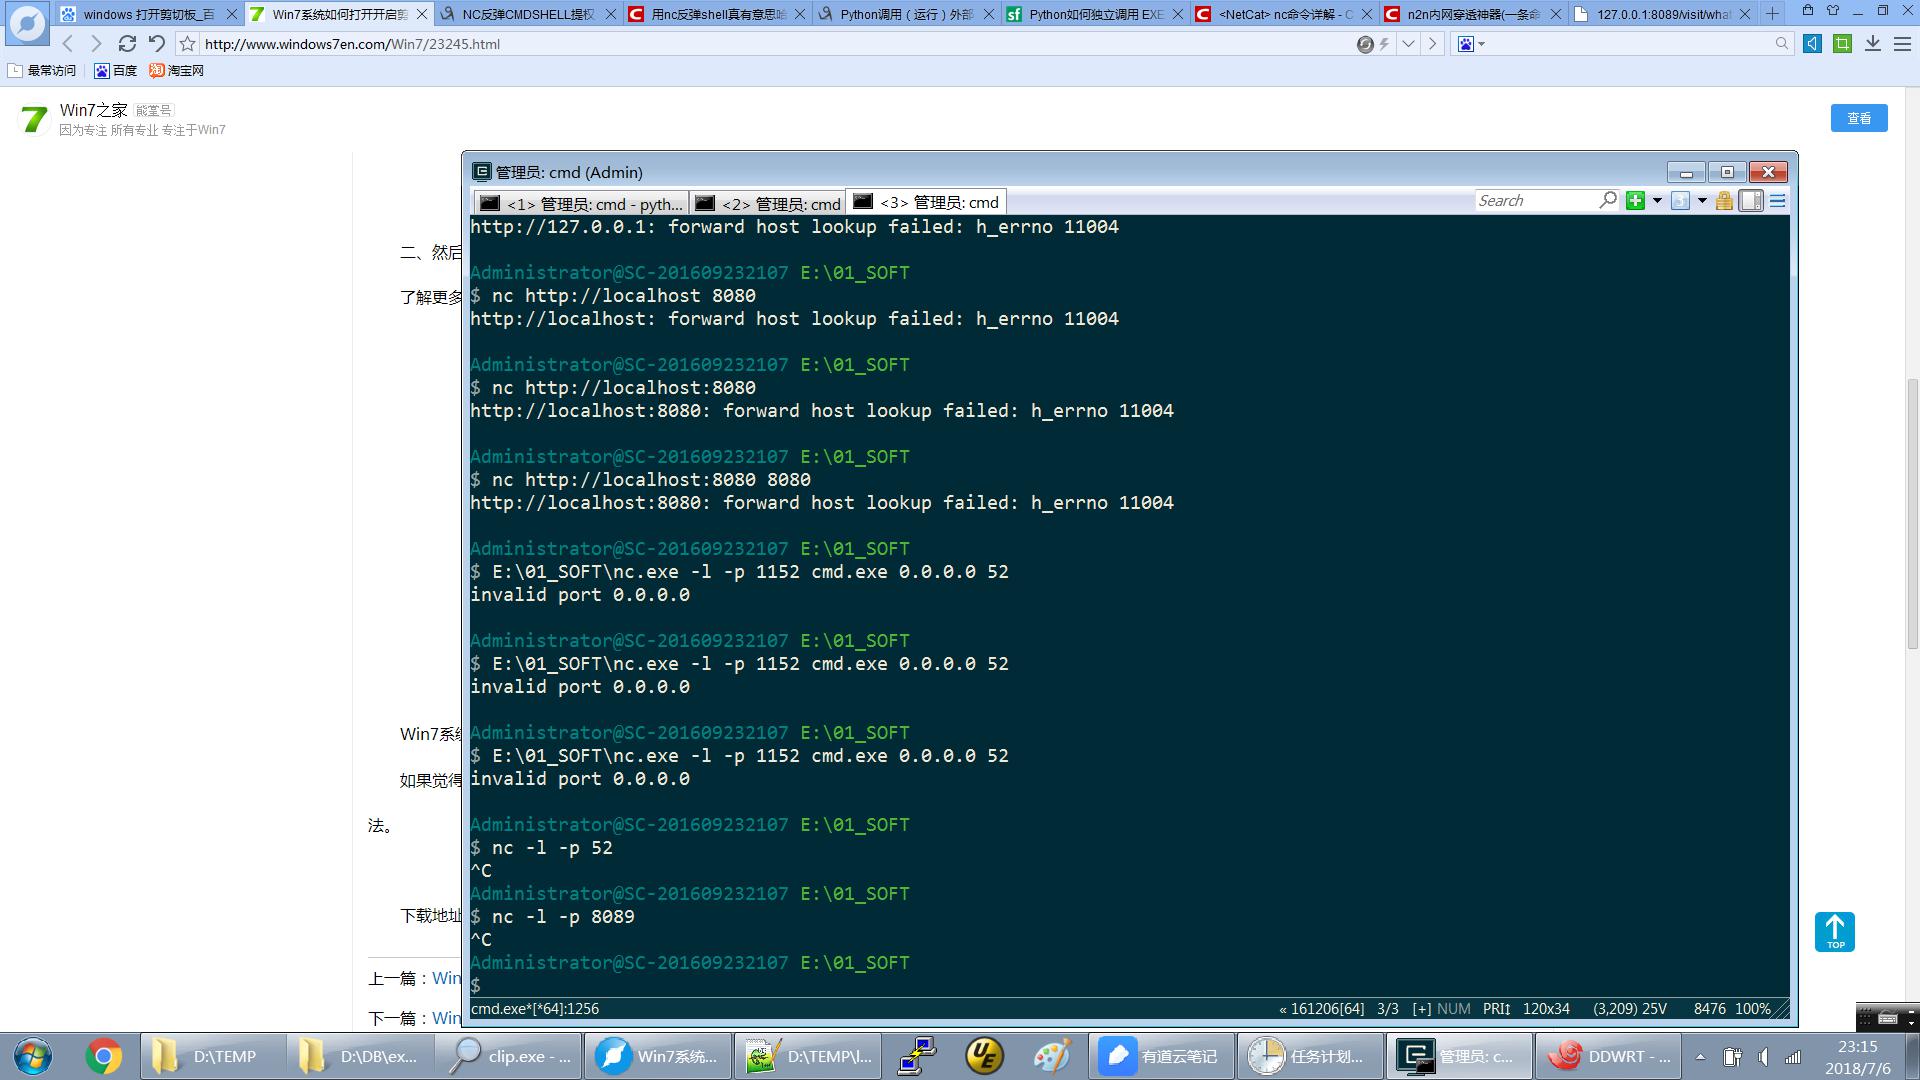 windows 打开剪切板_百
Win7系统如何打开开启剪
NC反弹CMDSHELL提权
用nc反弹shell真有意思哈
Python调用（运行）外部
Python如何独立调用 EXE
<NetCat> nc命令详解 - C
n2n内网穿透神器(一条命
127.0.0.1:8089/visit/wha
http://www.windows7en.com/Win7/23245.html
最常访问
百度
淘宝网
Win7之家 熊掌号
因为专注 所有专业 专注于Win7
查看
二、然后
了解更多
Win7系
如果觉得
法。
下载地址
上一篇：Win
下一篇：Win
TOP
管理员: cmd (Admin)
<1> 管理员: cmd - pyth...
<2> 管理员: cmd
<3> 管理员: cmd
Search
http://127.0.0.1: forward host lookup failed: h_errno 11004
Administrator@SC-201609232107 E:\01_SOFT
$ nc http://localhost 8080
http://localhost: forward host lookup failed: h_errno 11004
Administrator@SC-201609232107 E:\01_SOFT
$ nc http://localhost:8080
http://localhost:8080: forward host lookup failed: h_errno 11004
Administrator@SC-201609232107 E:\01_SOFT
$ nc http://localhost:8080 8080
http://localhost:8080: forward host lookup failed: h_errno 11004
Administrator@SC-201609232107 E:\01_SOFT
$ E:\01_SOFT\nc.exe -l -p 1152 cmd.exe 0.0.0.0 52
invalid port 0.0.0.0
Administrator@SC-201609232107 E:\01_SOFT
$ E:\01_SOFT\nc.exe -l -p 1152 cmd.exe 0.0.0.0 52
invalid port 0.0.0.0
Administrator@SC-201609232107 E:\01_SOFT
$ E:\01_SOFT\nc.exe -l -p 1152 cmd.exe 0.0.0.0 52
invalid port 0.0.0.0
Administrator@SC-201609232107 E:\01_SOFT
$ nc -l -p 52
^C
Administrator@SC-201609232107 E:\01_SOFT
$ nc -l -p 8089
^C
Administrator@SC-201609232107 E:\01_SOFT
$
cmd.exe*[*64]:1256
« 161206[64] 3/3 [+] NUM PRI↕ 120x34 (3,209) 25V 8476 100%
D:\TEMP
D:\DB\ex...
clip.exe - ...
Win7系统...
D:\TEMP\l...
有道云笔记
任务计划...
管理员: c...
DDWRT - ...
23:15
2018/7/6